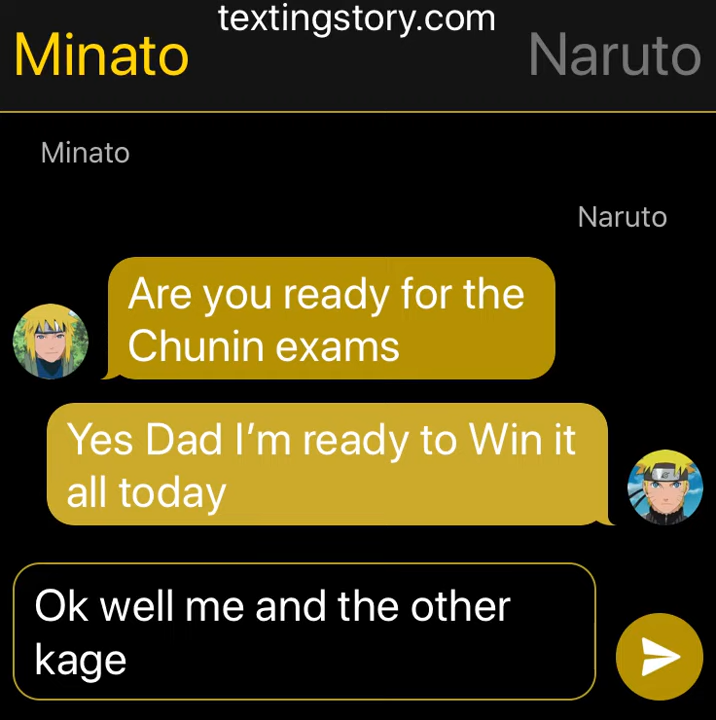 textingstory.com
Minato
Naruto
Minato
Naruto
Are you ready for the
Chunin exams
Yes Dad I’m ready to Win it
all today
Ok well me and the other
kage